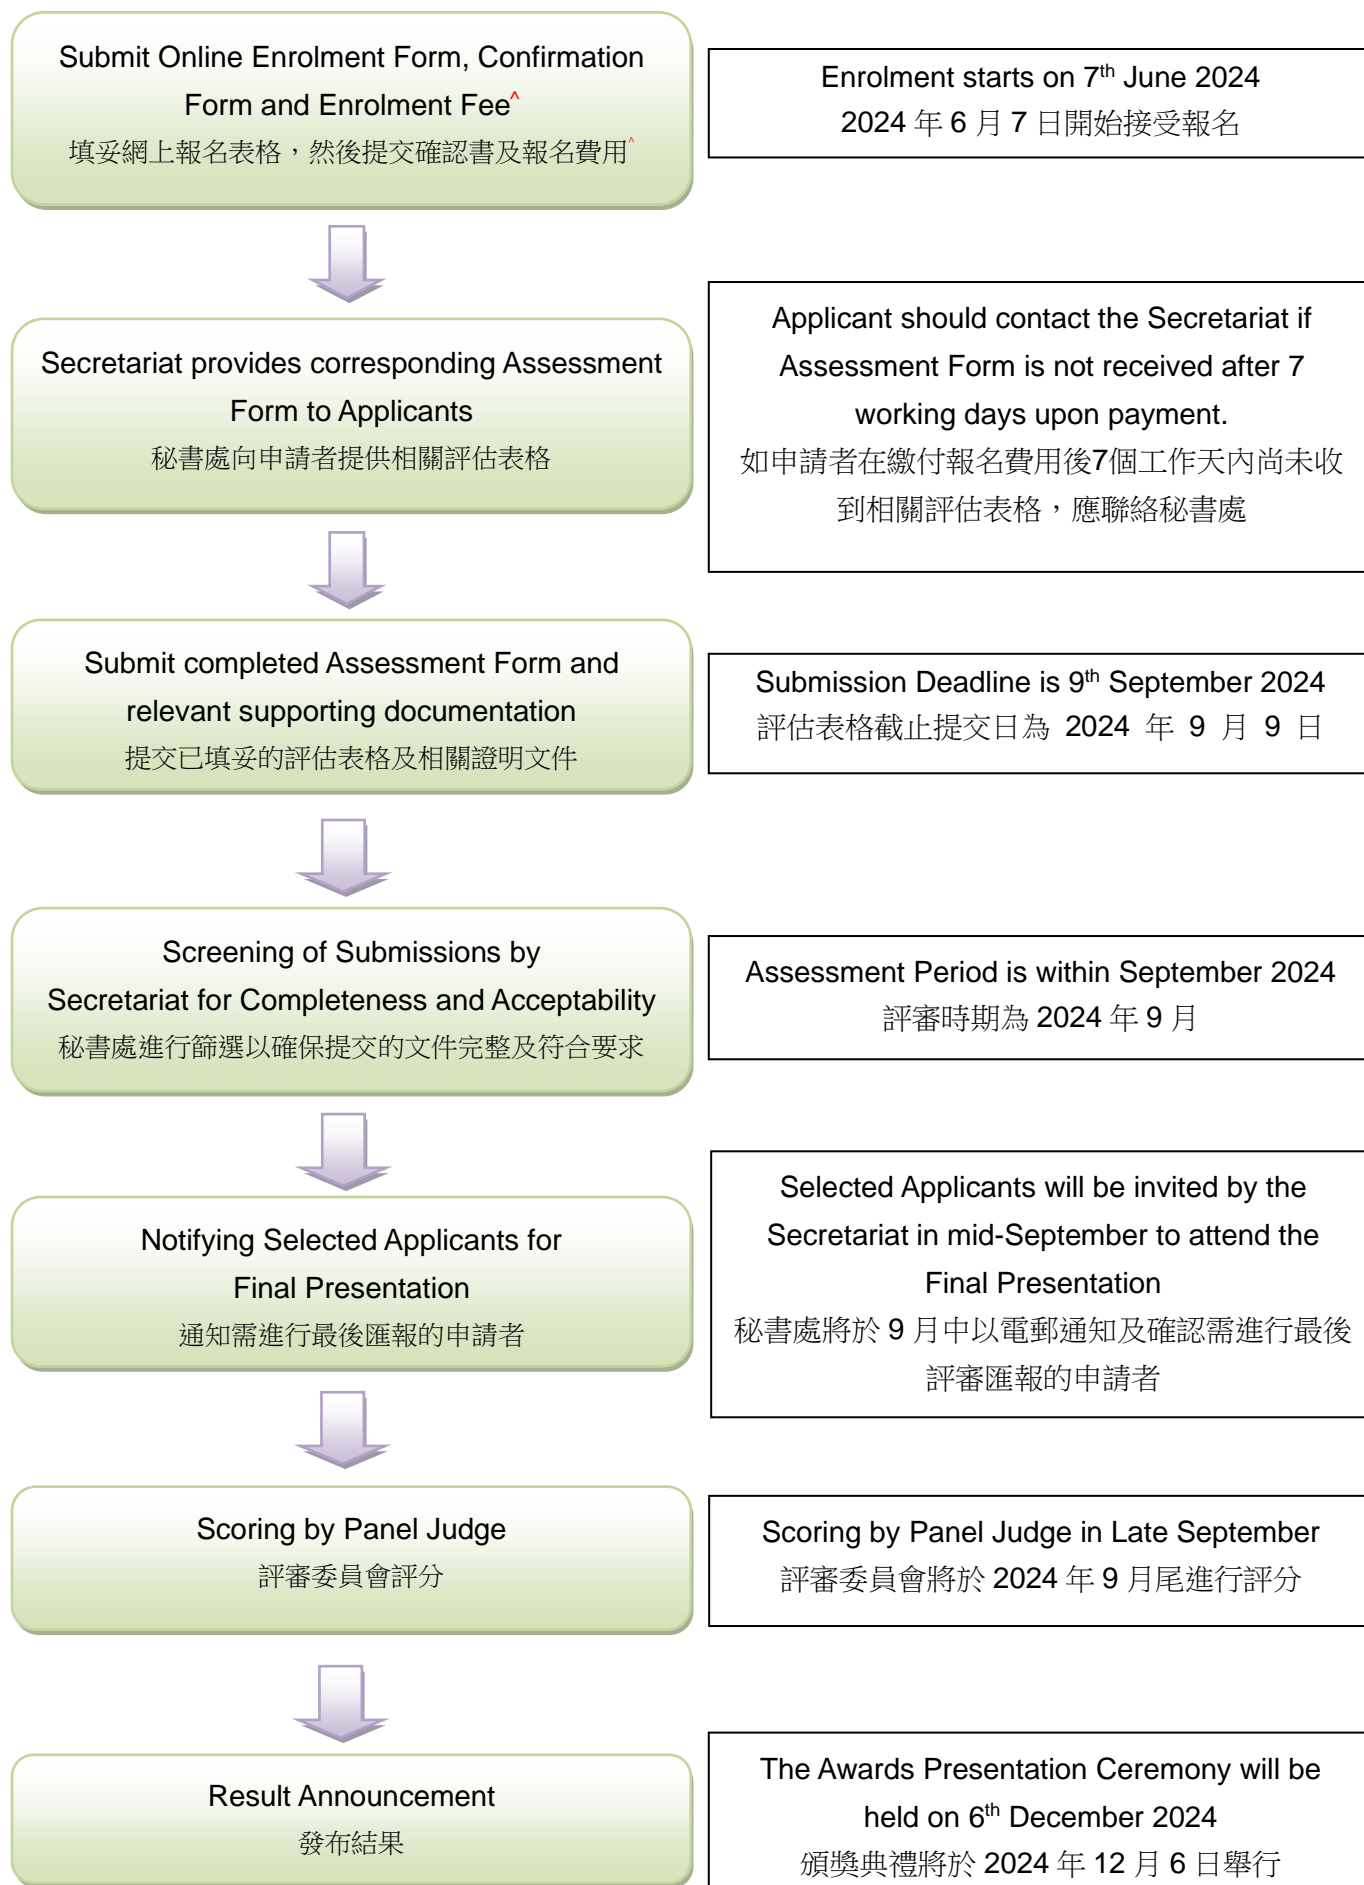 Submit Online Enrolment Form, Confirmation
Form and Enrolment Fee^
填妥網上報名表格，然後提交確認書及報名費用^
Enrolment starts on 7th June 2024
2024 年 6 月 7 日開始接受報名
Secretariat provides corresponding Assessment
Form to Applicants
秘書處向申請者提供相關評估表格
Applicant should contact the Secretariat if
Assessment Form is not received after 7
working days upon payment.
如申請者在繳付報名費用後7個工作天內尚未收
到相關評估表格，應聯絡秘書處
Submit completed Assessment Form and
relevant supporting documentation
提交已填妥的評估表格及相關證明文件
Submission Deadline is 9th September 2024
評估表格截止提交日為 2024 年 9 月 9 日
Screening of Submissions by
Secretariat for Completeness and Acceptability
秘書處進行篩選以確保提交的文件完整及符合要求
Assessment Period is within September 2024
評審時期為 2024 年 9 月
Notifying Selected Applicants for
Final Presentation
通知需進行最後匯報的申請者
Selected Applicants will be invited by the
Secretariat in mid-September to attend the
Final Presentation
秘書處將於 9 月中以電郵通知及確認需進行最後
評審匯報的申請者
Scoring by Panel Judge
評審委員會評分
Scoring by Panel Judge in Late September
評審委員會將於 2024 年 9 月尾進行評分
Result Announcement
發布結果
The Awards Presentation Ceremony will be
held on 6th December 2024
頒獎典禮將於 2024 年 12 月 6 日舉行